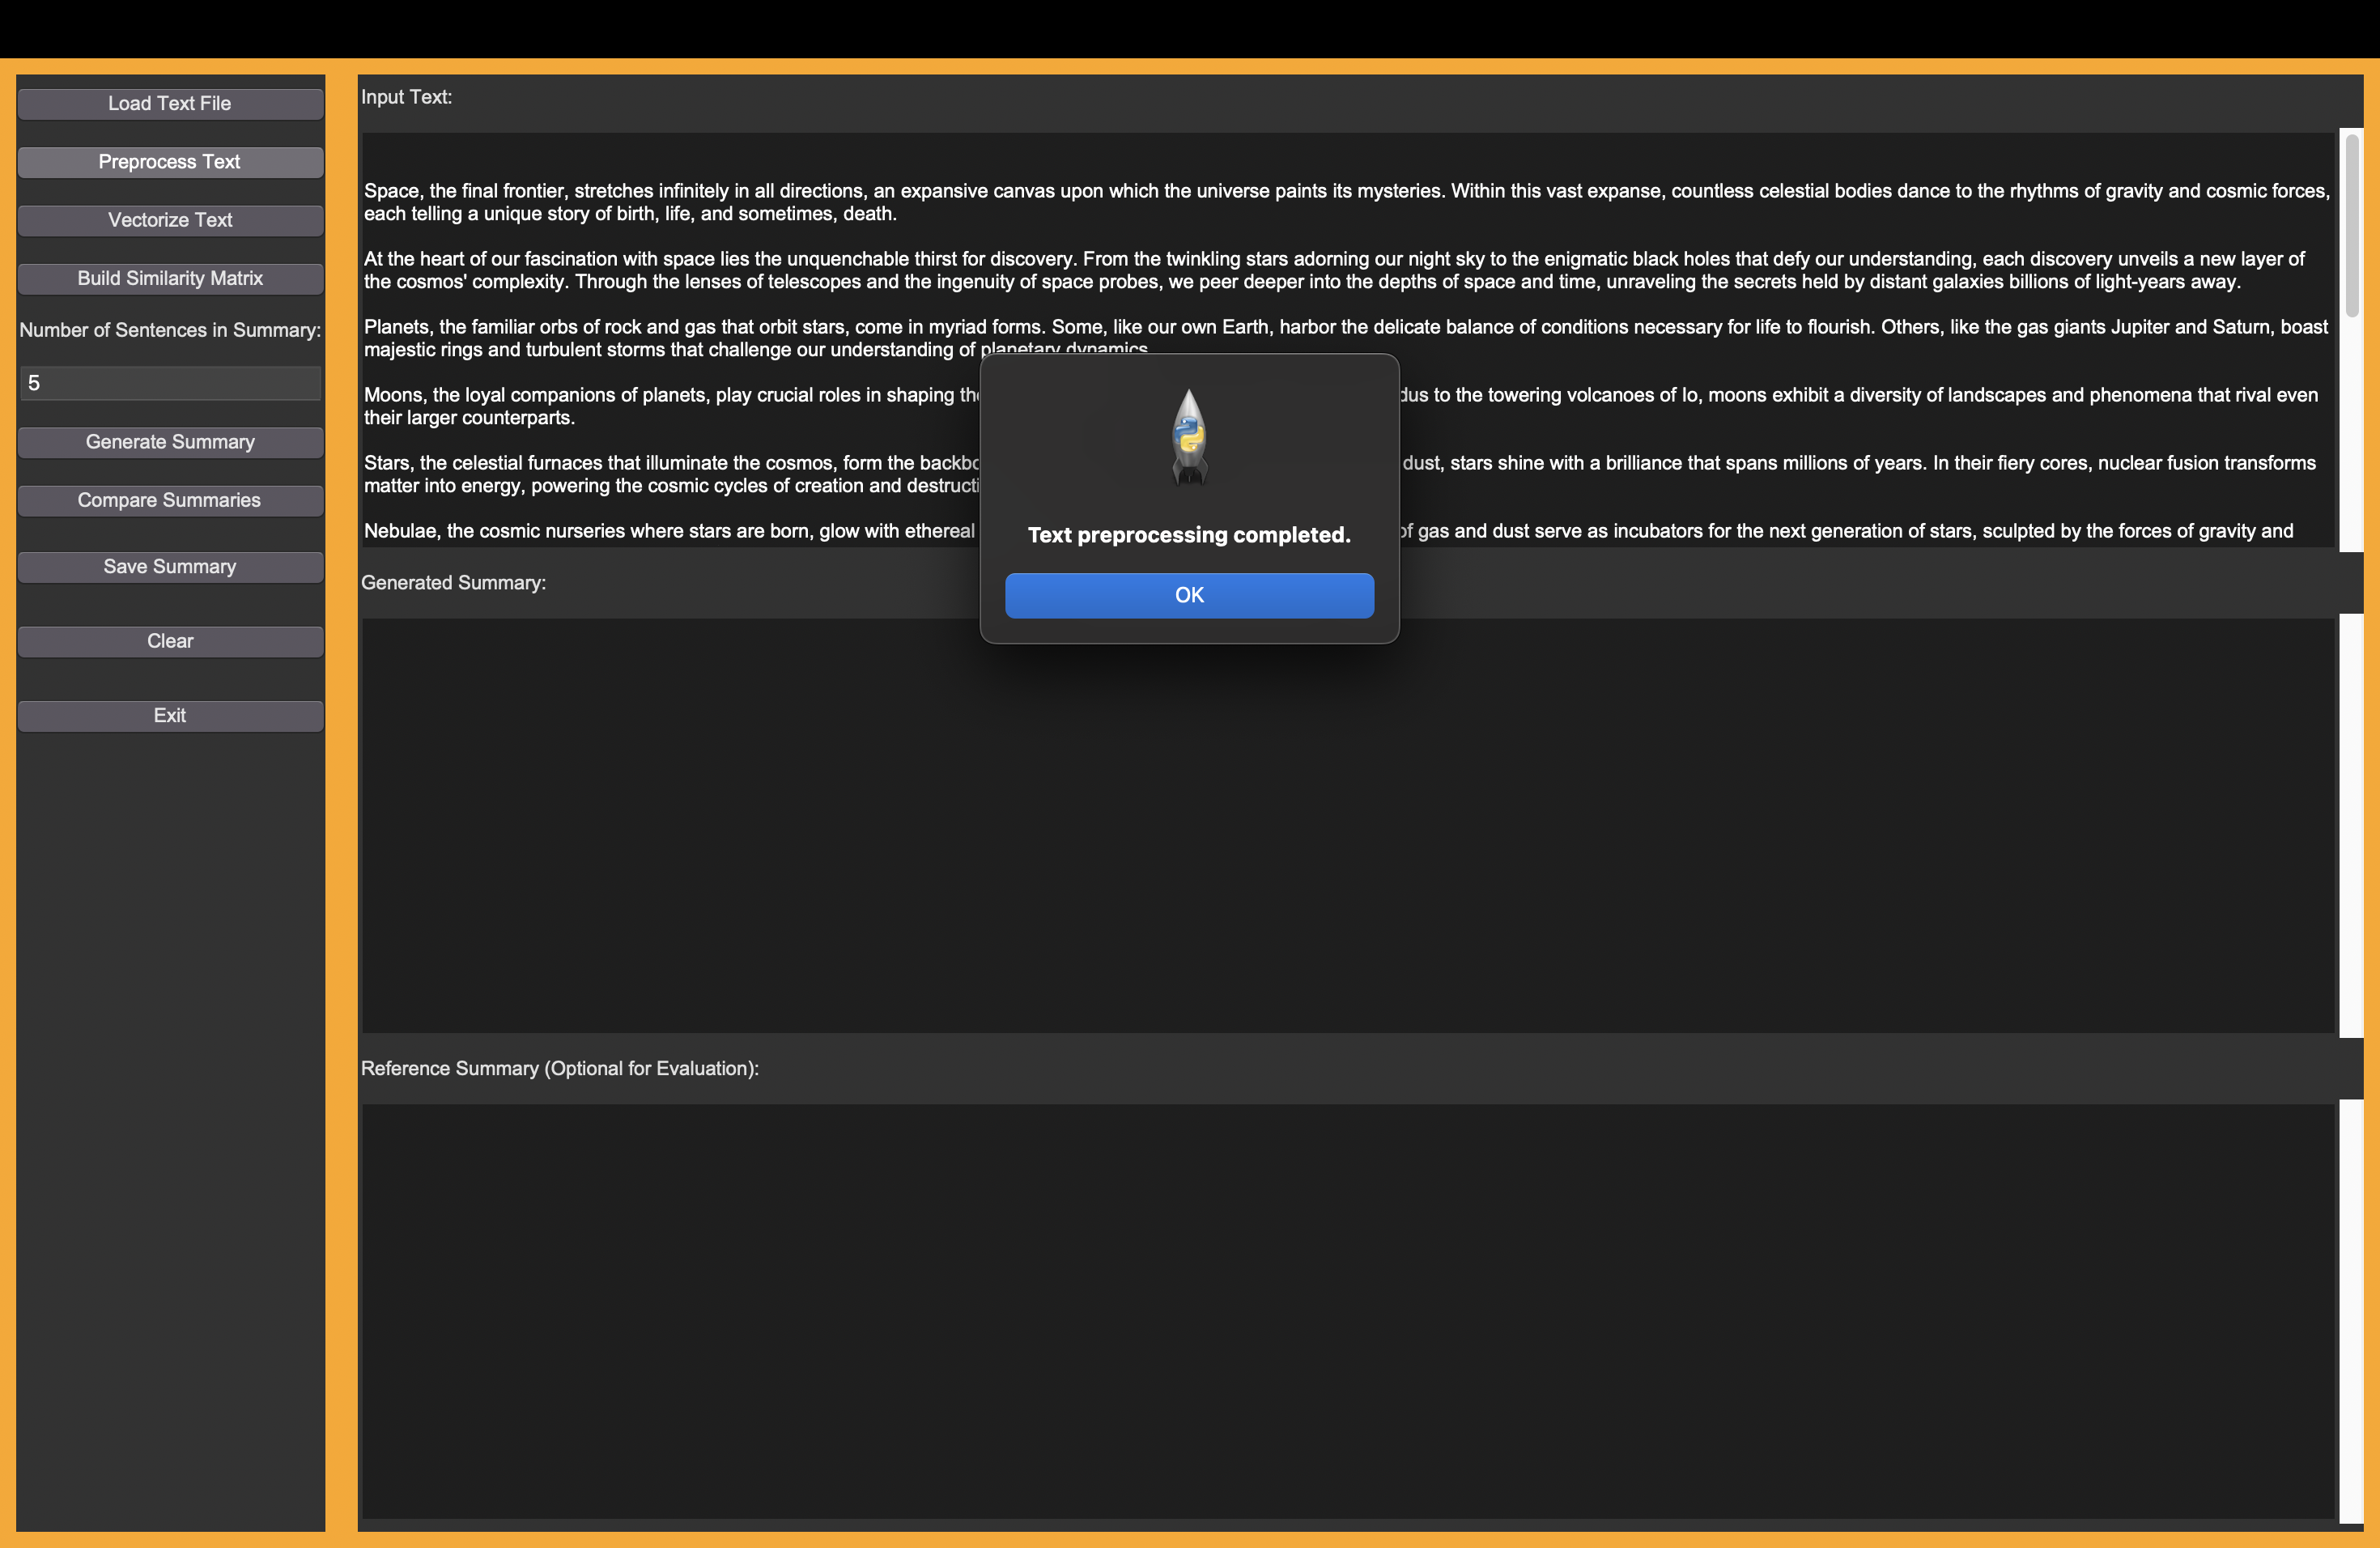 Load Text File
Preprocess Text
Vectorize Text
Build Similarity Matrix
Number of Sentences in Summary:
5
Generate Summary
Compare Summaries
Save Summary
Clear
Exit
Input Text:
Space, the final frontier, stretches infinitely in all directions, an expansive canvas upon which the universe paints its mysteries. Within this vast expanse, countless celestial bodies dance to the rhythms of gravity and cosmic forces,
each telling a unique story of birth, life, and sometimes, death.
At the heart of our fascination with space lies the unquenchable thirst for discovery. From the twinkling stars adorning our night sky to the enigmatic black holes that defy our understanding, each discovery unveils a new layer of
the cosmos' complexity. Through the lenses of telescopes and the ingenuity of space probes, we peer deeper into the depths of space and time, unraveling the secrets held by distant galaxies billions of light-years away.
Planets, the familiar orbs of rock and gas that orbit stars, come in myriad forms. Some, like our own Earth, harbor the delicate balance of conditions necessary for life to flourish. Others, like the gas giants Jupiter and Saturn, boast
majestic rings and turbulent storms that challenge our understanding of planetary dynamics.
Moons, the loyal companions of planets, play crucial roles in shaping to the towering volcanoes of Io, moons exhibit a diversity of landscapes and phenomena that rival even
their larger counterparts.
Stars, the celestial furnaces that illuminate the cosmos, form the dust, stars shine with a brilliance that spans millions of years. In their fiery cores, nuclear fusion transforms
matter into energy, powering the cosmic cycles of creation and
Nebulae, the cosmic nurseries where stars are born, glow with ethereal of gas and dust serve as incubators for the next generation of stars, sculpted by the forces of gravity and
Text preprocessing completed.
OK
Generated Summary:
Reference Summary (Optional for Evaluation):